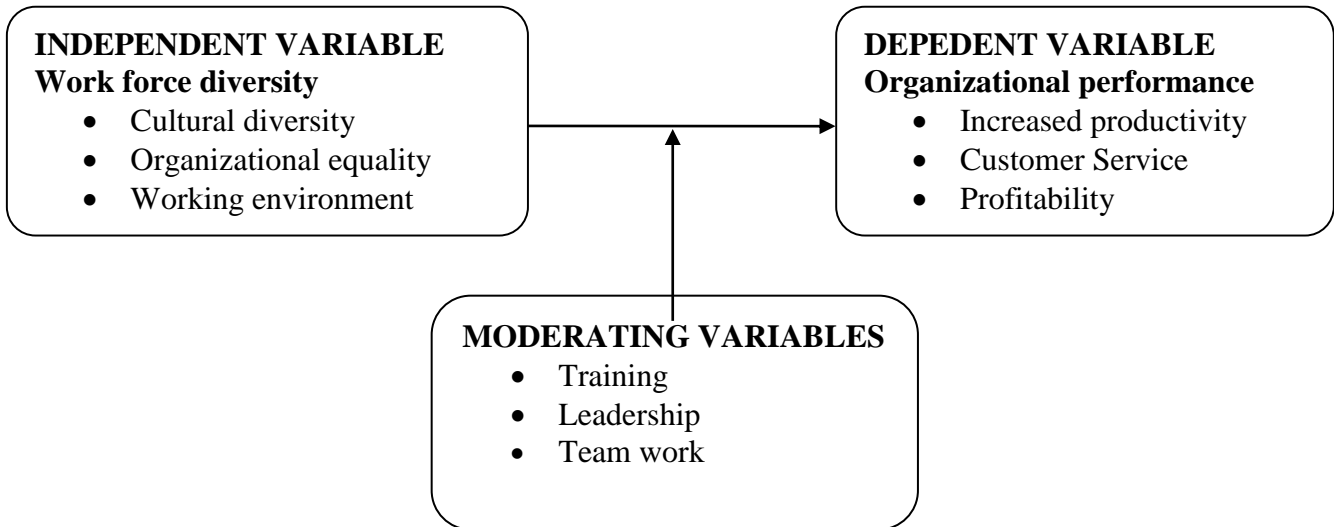 INDEPENDENT VARIABLE
Work force diversity
• Cultural diversity
• Organizational equality
• Working environment
DEPEDENT VARIABLE
Organizational performance
• Increased productivity
• Customer Service
• Profitability
MODERATING VARIABLES
• Training
• Leadership
• Team work